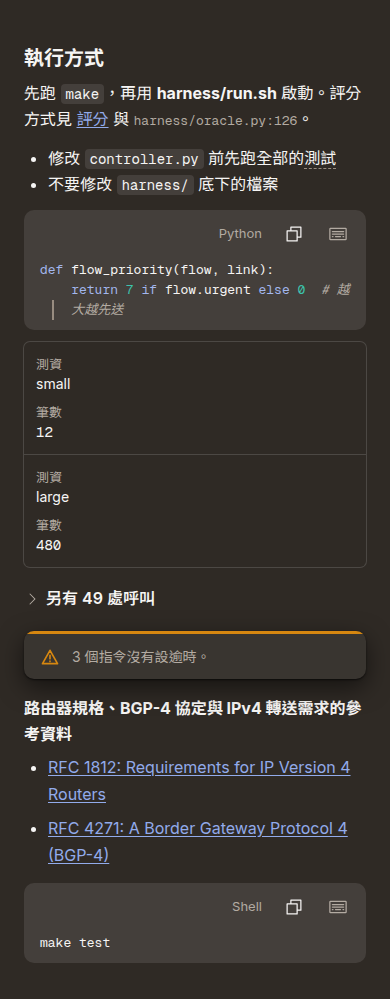 執行方式
先跑 make，再用 harness/run.sh 啟動。評分
方式見 評分 與 harness/oracle.py:126。
修改 controller.py 前先跑全部的測試
不要修改 harness/ 底下的檔案
Python
def flow_priority(flow, link):
    return 7 if flow.urgent else 0  # 越
大越先送
測資
small
筆數
12
測資
large
筆數
480
另有 49 處呼叫
3 個指令沒有設逾時。
路由器規格、BGP-4 協定與 IPv4 轉送需求的參
考資料
RFC 1812: Requirements for IP Version 4
Routers
RFC 4271: A Border Gateway Protocol 4
(BGP-4)
Shell
make test